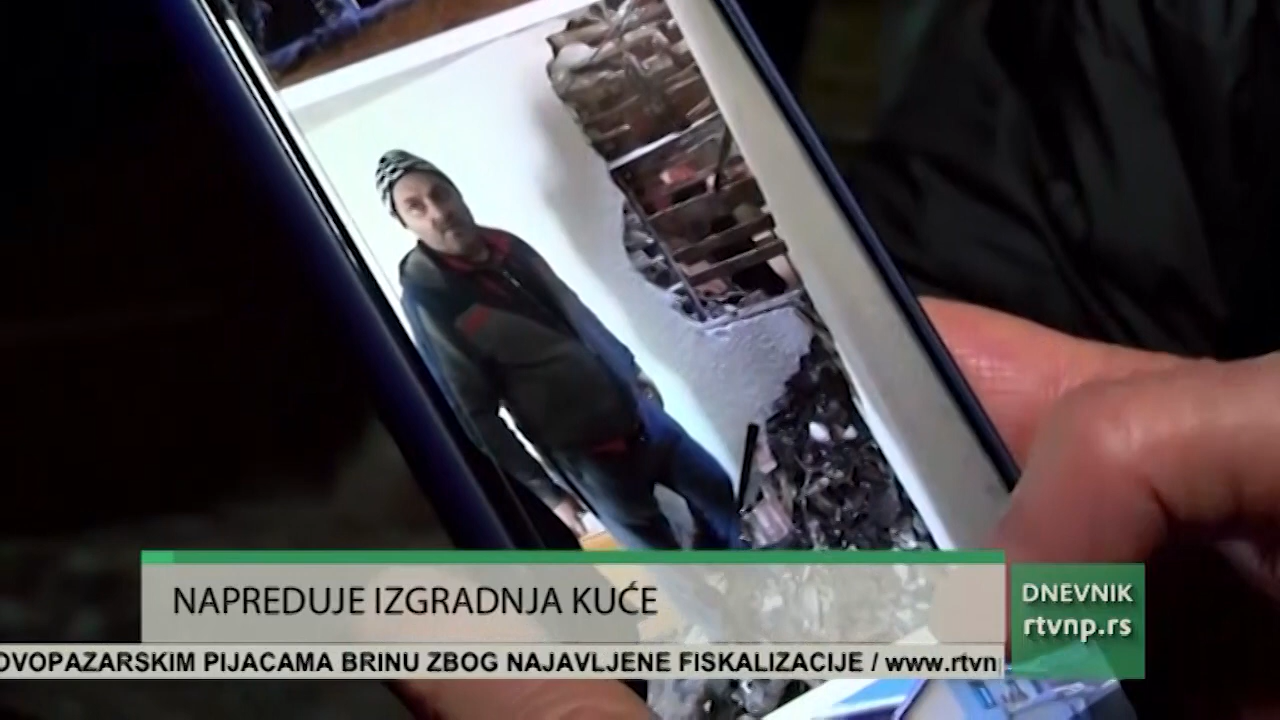 NAPREDUJE IZGRADNJA KUĆE
DNEVNIK
rtvnp.rs
OVOPAZARSKIM PIJACAMA BRINU ZBOG NAJAVLJENE FISKALIZACIJE / www.rtvn